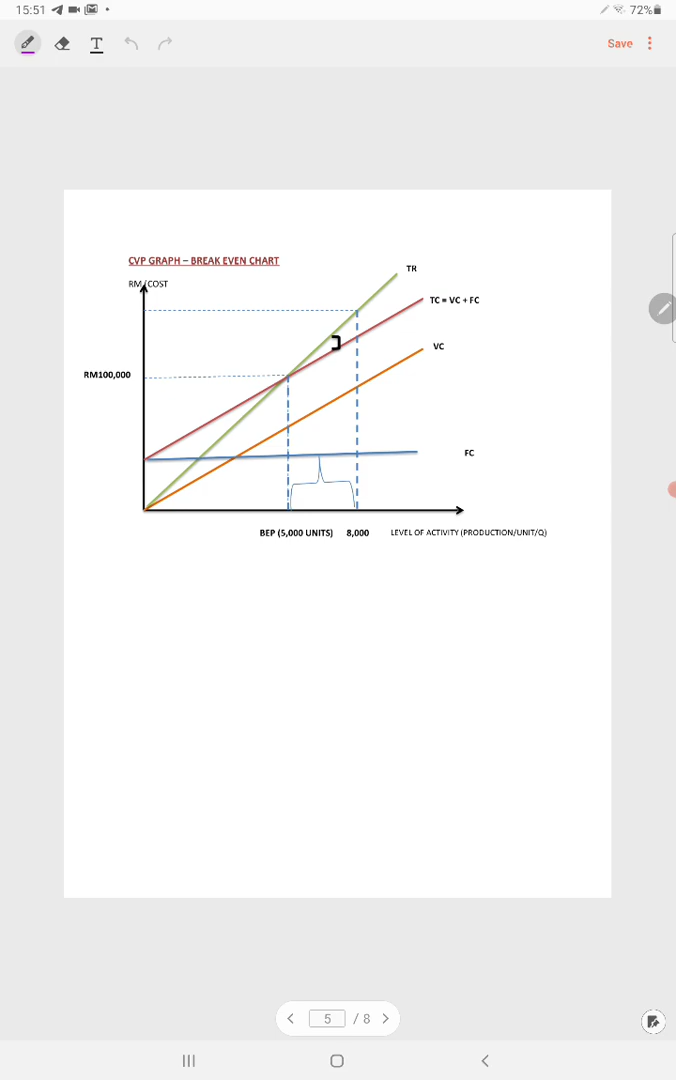 15:51
72%
T
Save
CVP GRAPH – BREAK EVEN CHART
RM/COST
TR
TC = VC + FC
VC
RM100,000
FC
BEP (5,000 UNITS) 8,000 LEVEL OF ACTIVITY (PRODUCTION/UNIT/Q)
5 / 8